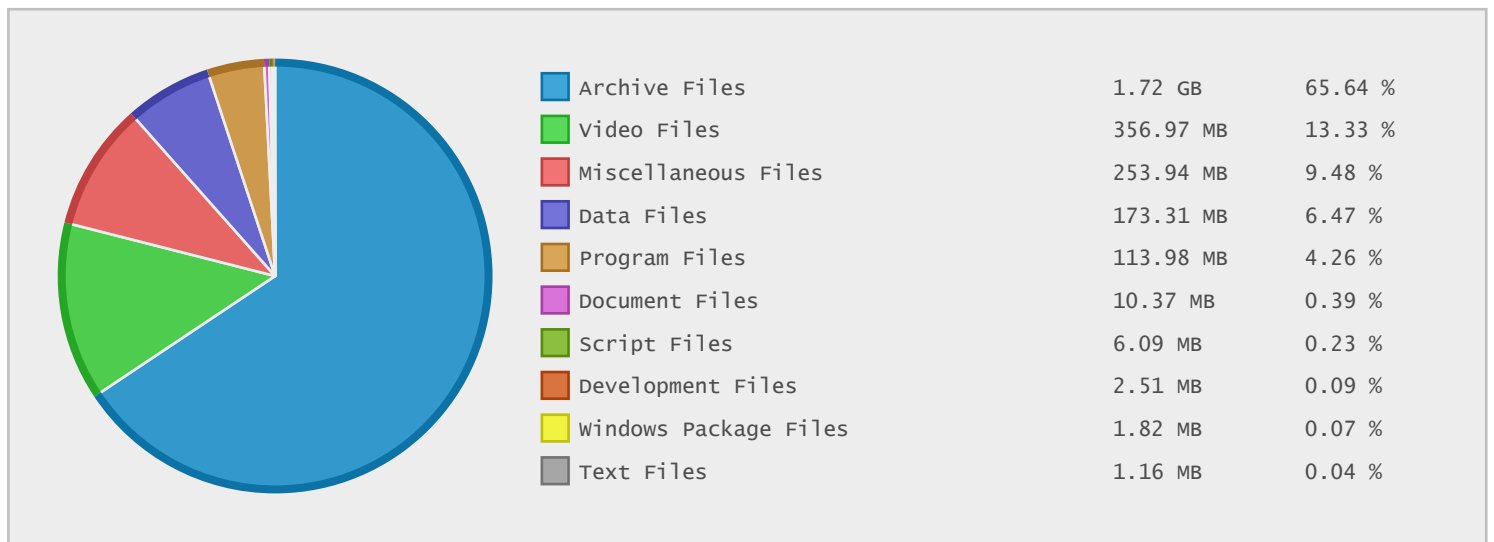 Archive Files 1.72 GB 65.64 %
Video Files 356.97 MB 13.33 %
Miscellaneous Files 253.94 MB 9.48 %
Data Files 173.31 MB 6.47 %
Program Files 113.98 MB 4.26 %
Document Files 10.37 MB 0.39 %
Script Files 6.09 MB 0.23 %
Development Files 2.51 MB 0.09 %
Windows Package Files 1.82 MB 0.07 %
Text Files 1.16 MB 0.04 %